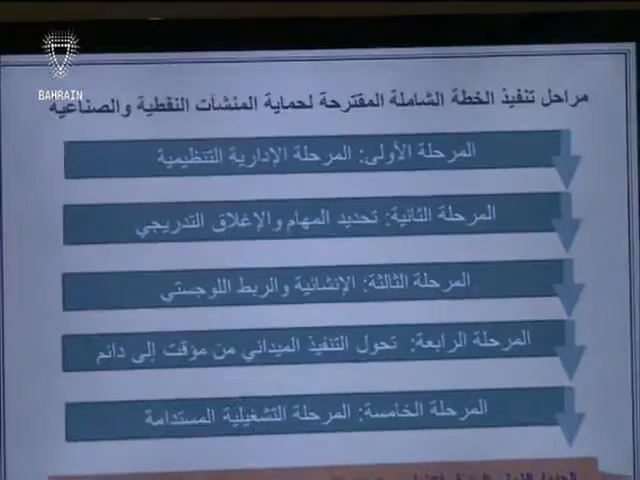 BAHRAIN
مراحل تنفيذ الخطة الشاملة المقترحة لحماية المنشآت النفطية والصناعية
المرحلة الأولى: المرحلة الإدارية التنظيمية
المرحلة الثانية: تحديد المهام والإغلاق التدريجي
المرحلة الثالثة: الإنشائية والربط اللوجستي
المرحلة الرابعة: تحول التنفيذ الميداني من مؤقت إلى دائم
المرحلة الخامسة: المرحلة التشغيلية المستدامة